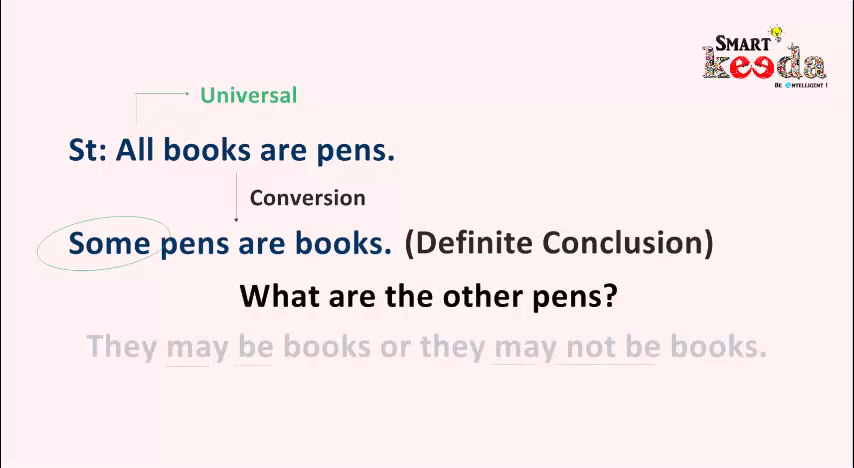 SMART
keeda
BE eNTELLIGENT !
Universal
St: All books are pens.
Conversion
Some pens are books. (Definite Conclusion)
What are the other pens?
They may be books or they may not be books.